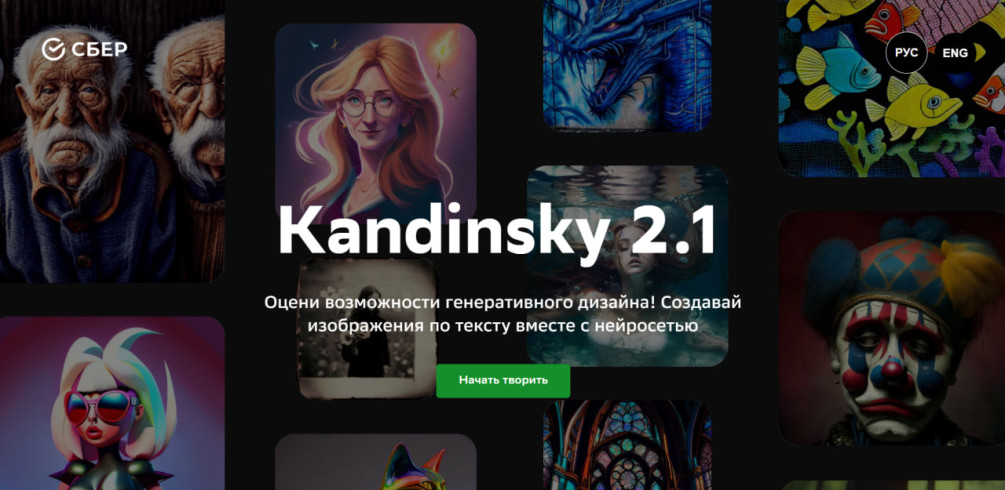 СБЕР
РУС
ENG
Kandinsky 2.1
Оцени возможности генеративного дизайна! Создавай
изображения по тексту вместе с нейросетью
Начать творить